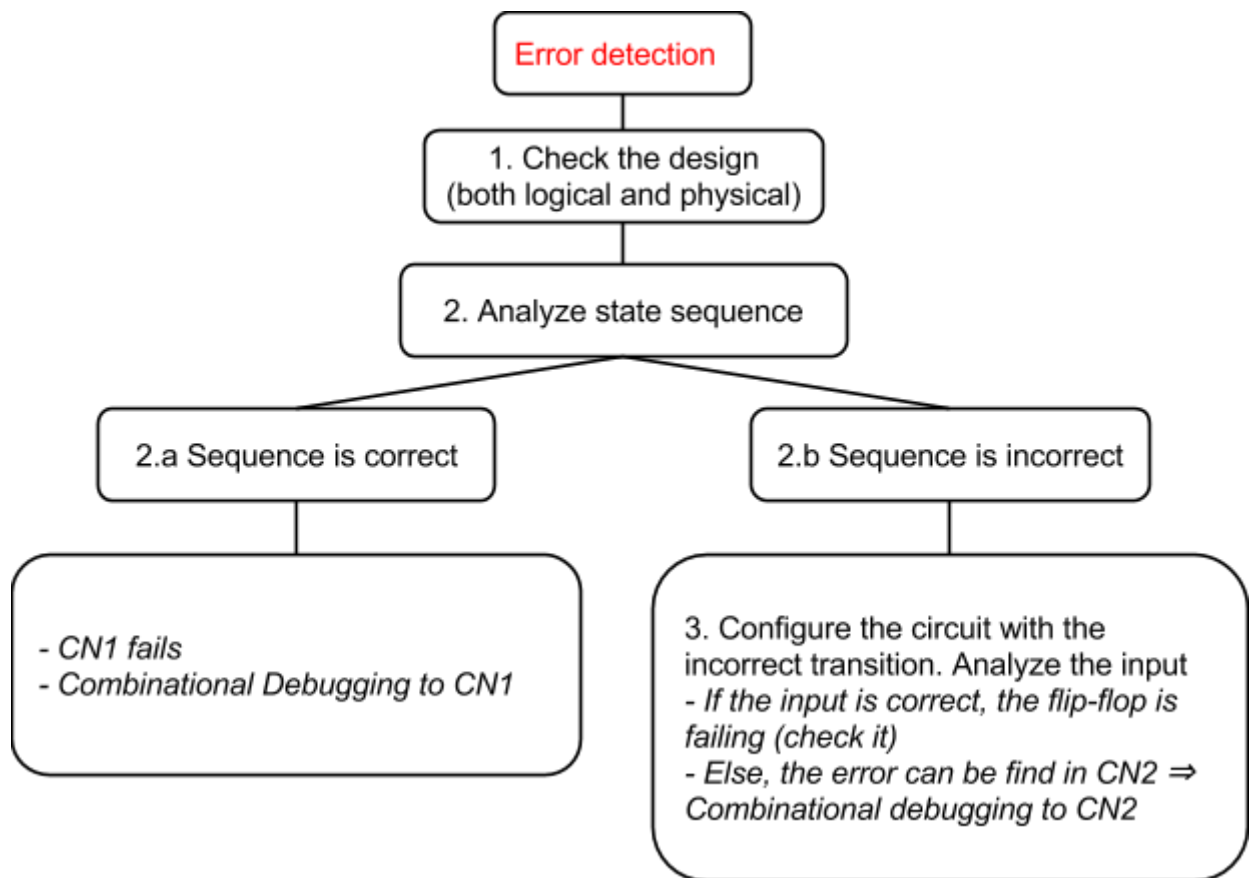 Error detection
1. Check the design
(both logical and physical)
2. Analyze state sequence
2.a Sequence is correct
2.b Sequence is incorrect
- CN1 fails
- Combinational Debugging to CN1
3. Configure the circuit with the
incorrect transition. Analyze the input
- If the input is correct, the flip-flop is
failing (check it)
- Else, the error can be find in CN2 ⇒
Combinational debugging to CN2